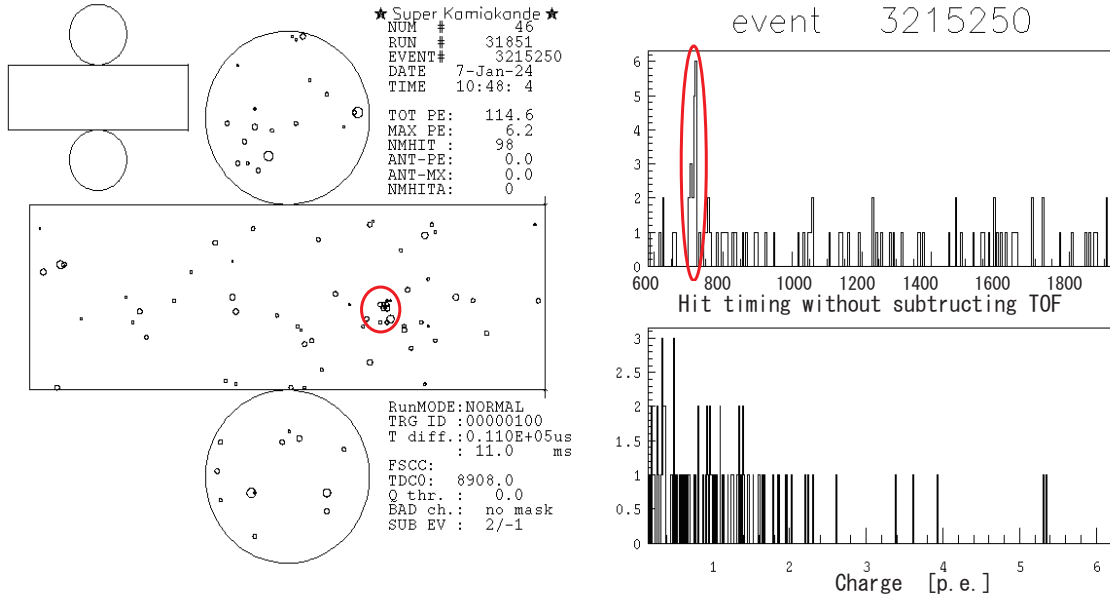 ★ Super Kamiokande ★
NUM # 46
RUN # 31851
EVENT# 3215250
DATE 7-Jan-24
TIME 10:48: 4
TOT PE: 114.6
MAX PE: 6.2
NMHIT : 98
ANT-PE: 0.0
ANT-MX: 0.0
NMHITA: 0
RunMODE:NORMAL
TRG ID :00000100
T diff.:0.110E+05us
: 11.0 ms
FSCC:
TDC0: 8908.0
Q thr. : 0.0
BAD ch.: no mask
SUB EV : 2/-1
event 3215250
6
5
4
3
2
1
0
600 800 1000 1200 1400 1600 1800
Hit timing without subtructing TOF
3
2.5
2
1.5
1
0.5
0
1 2 3 4 5 6
Charge [p.e.]